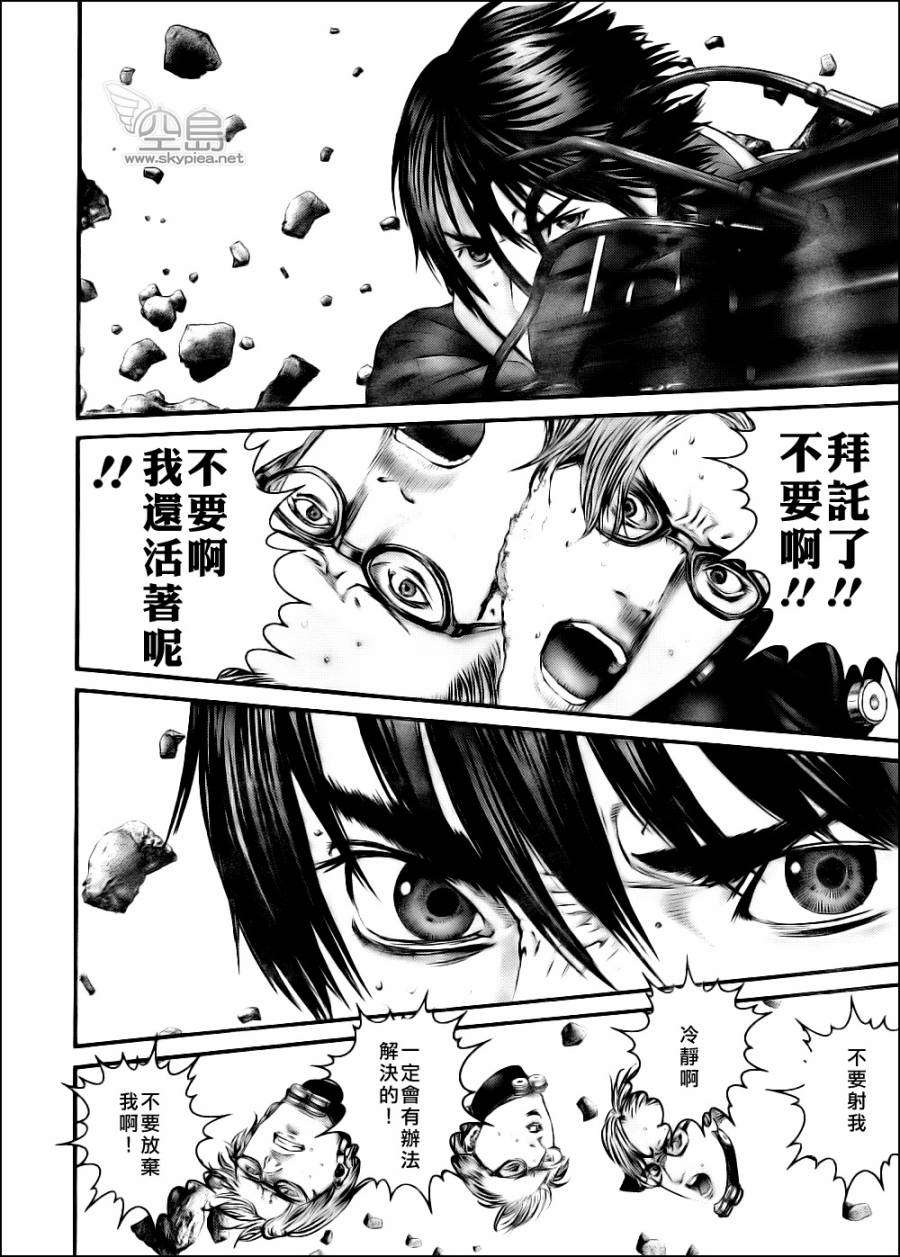 空島
www.skypiea.net
拜託了!!
不要啊!!
不要啊
我還活著呢
!!
不要射我
冷靜啊
一定會有辦法
解決的！
不要放棄
我啊！